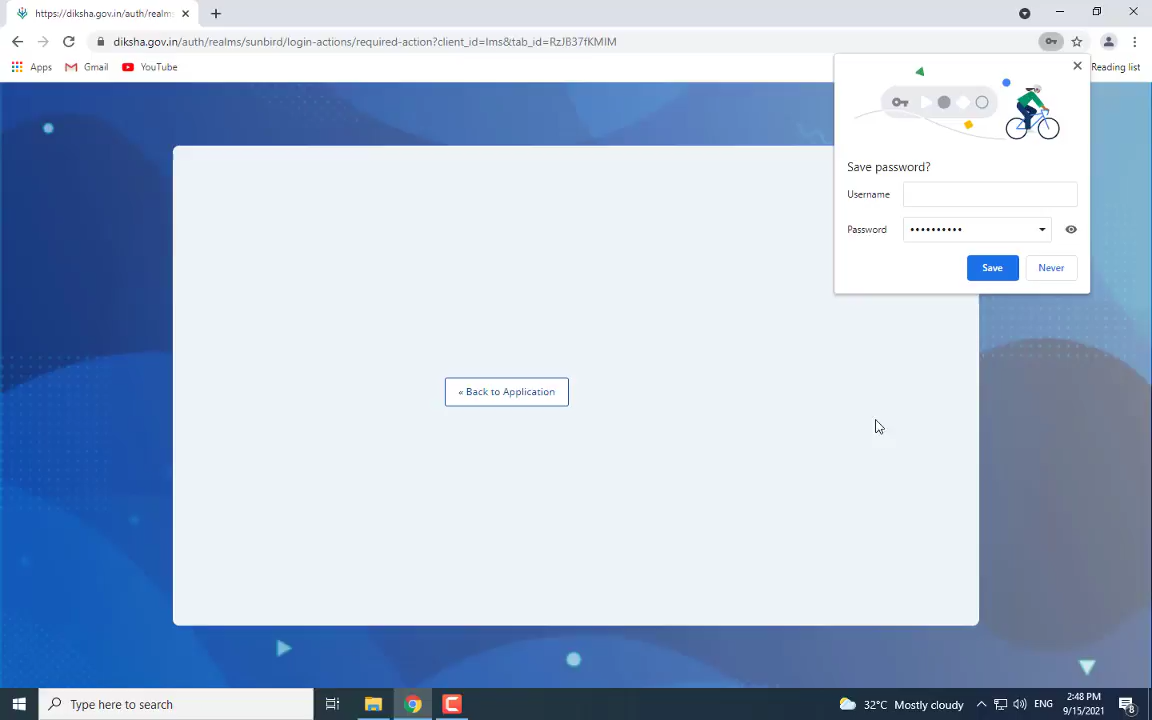 https://diksha.gov.in/auth/realms
diksha.gov.in/auth/realms/sunbird/login-actions/required-action?client_id=lms&tab_id=RzJB37fKMIM
Apps Gmail YouTube Reading list
Save password?
Username
Password ••••••••••
Save Never
« Back to Application
Type here to search
32°C Mostly cloudy ENG 2:48 PM
9/15/2021
8